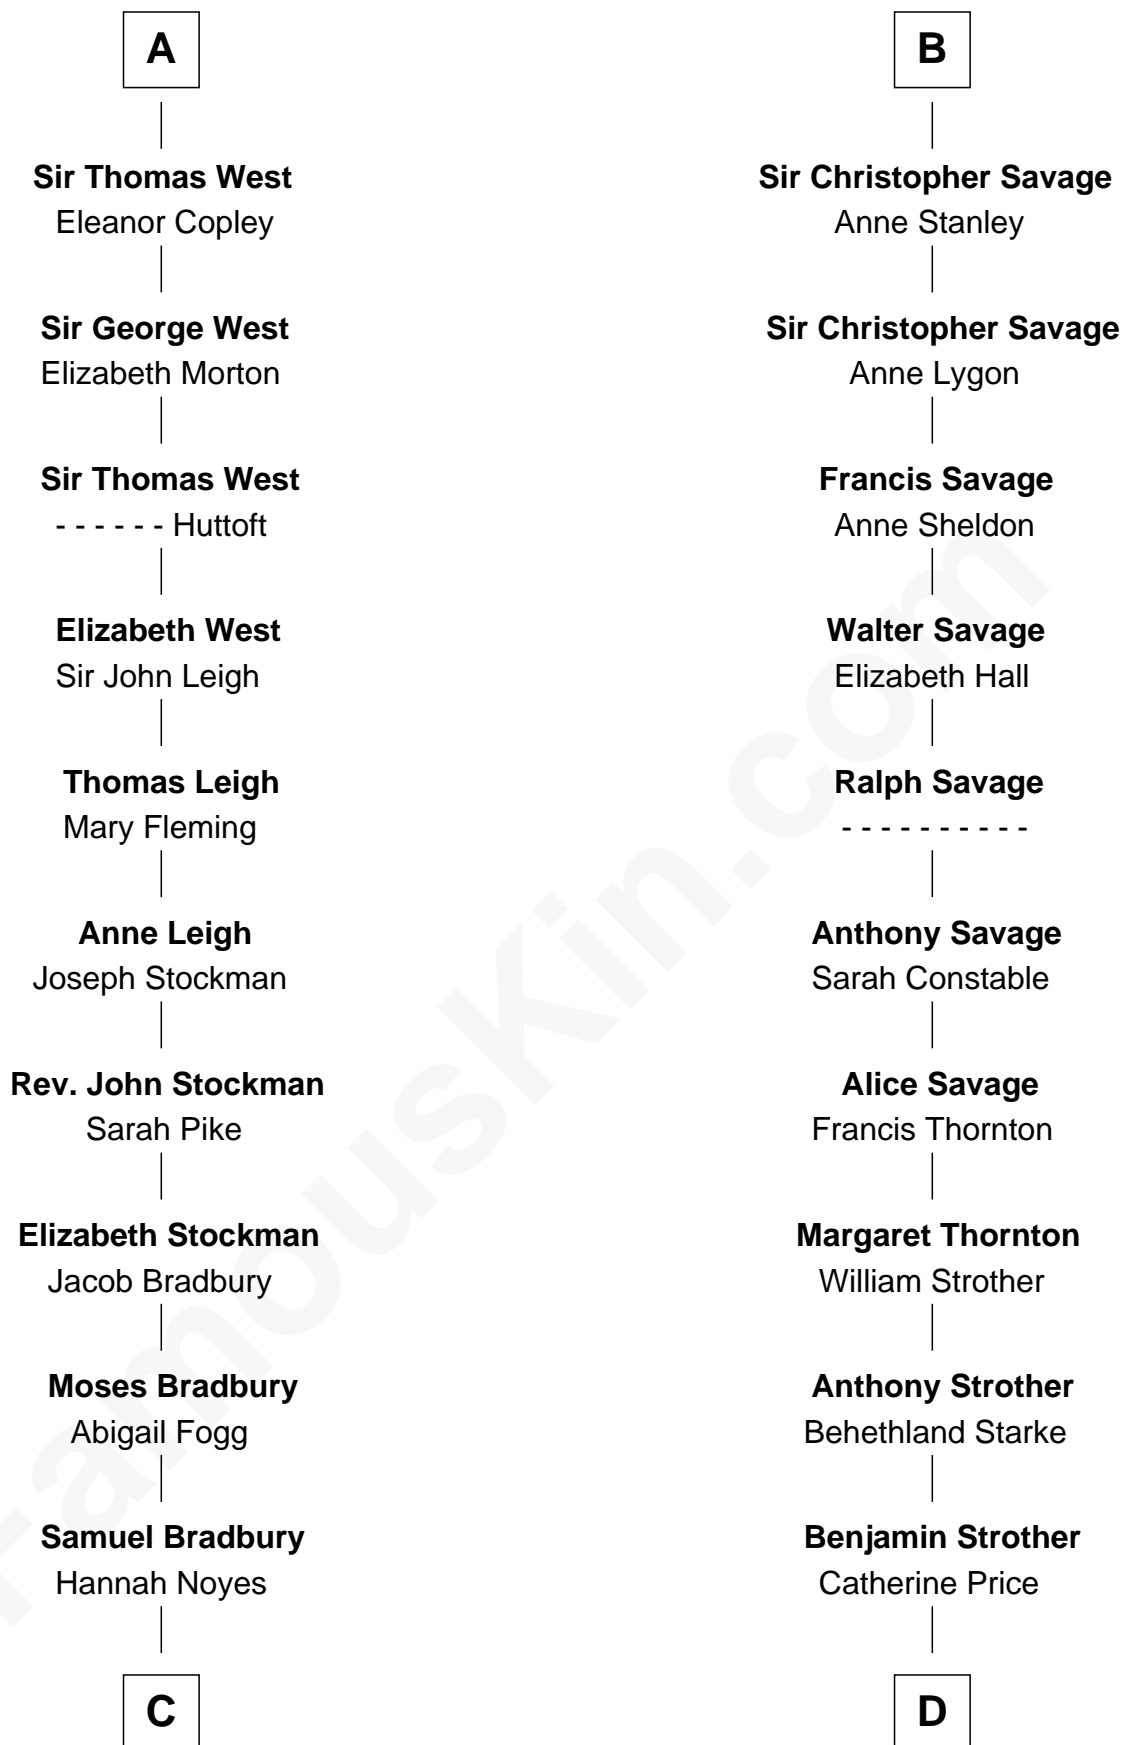 A
Sir Thomas West
Eleanor Copley
Sir George West
Elizabeth Morton
Sir Thomas West
- - - - - - Huttoft
Elizabeth West
Sir John Leigh
Thomas Leigh
Mary Fleming
Anne Leigh
Joseph Stockman
Rev. John Stockman
Sarah Pike
Elizabeth Stockman
Jacob Bradbury
Moses Bradbury
Abigail Fogg
Samuel Bradbury
Hannah Noyes
C
B
Sir Christopher Savage
Anne Stanley
Sir Christopher Savage
Anne Lygon
Francis Savage
Anne Sheldon
Walter Savage
Elizabeth Hall
Ralph Savage
- - - - - - - - - -
Anthony Savage
Sarah Constable
Alice Savage
Francis Thornton
Margaret Thornton
William Strother
Anthony Strother
Behethland Starke
Benjamin Strother
Catherine Price
D
FamousKin.com